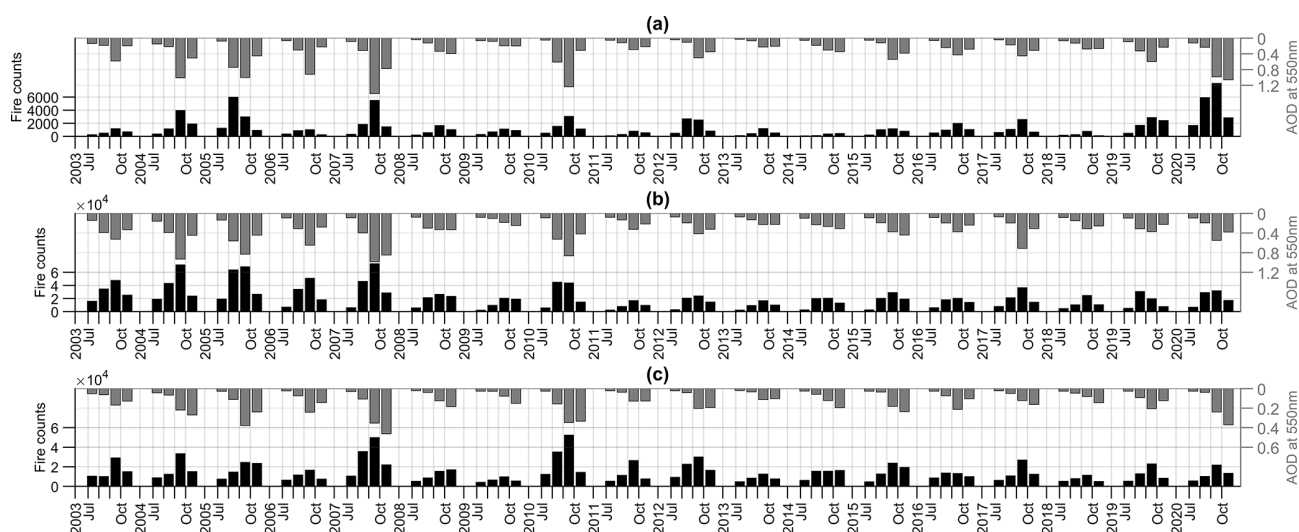 (a)
Fire counts
6000
4000
2000
0
0
0.4
0.8
1.2
AOD at 550nm
2003 Jul Oct 2004 Jul Oct 2005 Jul Oct 2006 Jul Oct 2007 Jul Oct 2008 Jul Oct 2009 Jul Oct 2010 Jul Oct 2011 Jul Oct 2012 Jul Oct 2013 Jul Oct 2014 Jul Oct 2015 Jul Oct 2016 Jul Oct 2017 Jul Oct 2018 Jul Oct 2019 Jul Oct 2020 Jul Oct
(b)
×10⁴
Fire counts
6
4
2
0
0
0.4
0.8
1.2
AOD at 550nm
2003 Jul Oct 2004 Jul Oct 2005 Jul Oct 2006 Jul Oct 2007 Jul Oct 2008 Jul Oct 2009 Jul Oct 2010 Jul Oct 2011 Jul Oct 2012 Jul Oct 2013 Jul Oct 2014 Jul Oct 2015 Jul Oct 2016 Jul Oct 2017 Jul Oct 2018 Jul Oct 2019 Jul Oct 2020 Jul Oct
(c)
×10⁴
Fire counts
6
4
2
0
0
0.2
0.4
0.6
AOD at 550nm
2003 Jul Oct 2004 Jul Oct 2005 Jul Oct 2006 Jul Oct 2007 Jul Oct 2008 Jul Oct 2009 Jul Oct 2010 Jul Oct 2011 Jul Oct 2012 Jul Oct 2013 Jul Oct 2014 Jul Oct 2015 Jul Oct 2016 Jul Oct 2017 Jul Oct 2018 Jul Oct 2019 Jul Oct 2020 Jul Oct